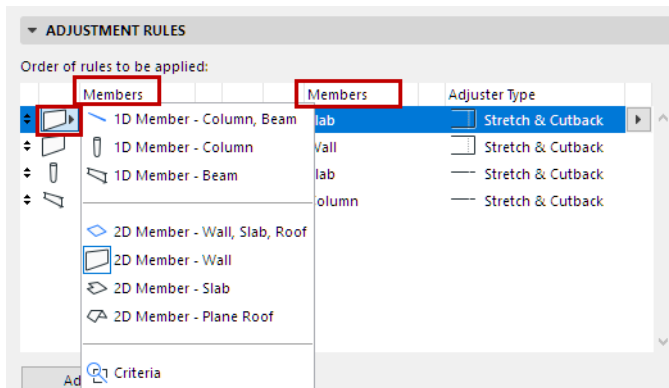 ADJUSTMENT RULES
Order of rules to be applied:
Members Members Adjuster Type
1D Member - Column, Beam lab Stretch & Cutback
1D Member - Column Wall Stretch & Cutback
1D Member - Beam lab Stretch & Cutback
olumn Stretch & Cutback
2D Member - Wall, Slab, Roof
2D Member - Wall
2D Member - Slab
2D Member - Plane Roof
Ad Criteria